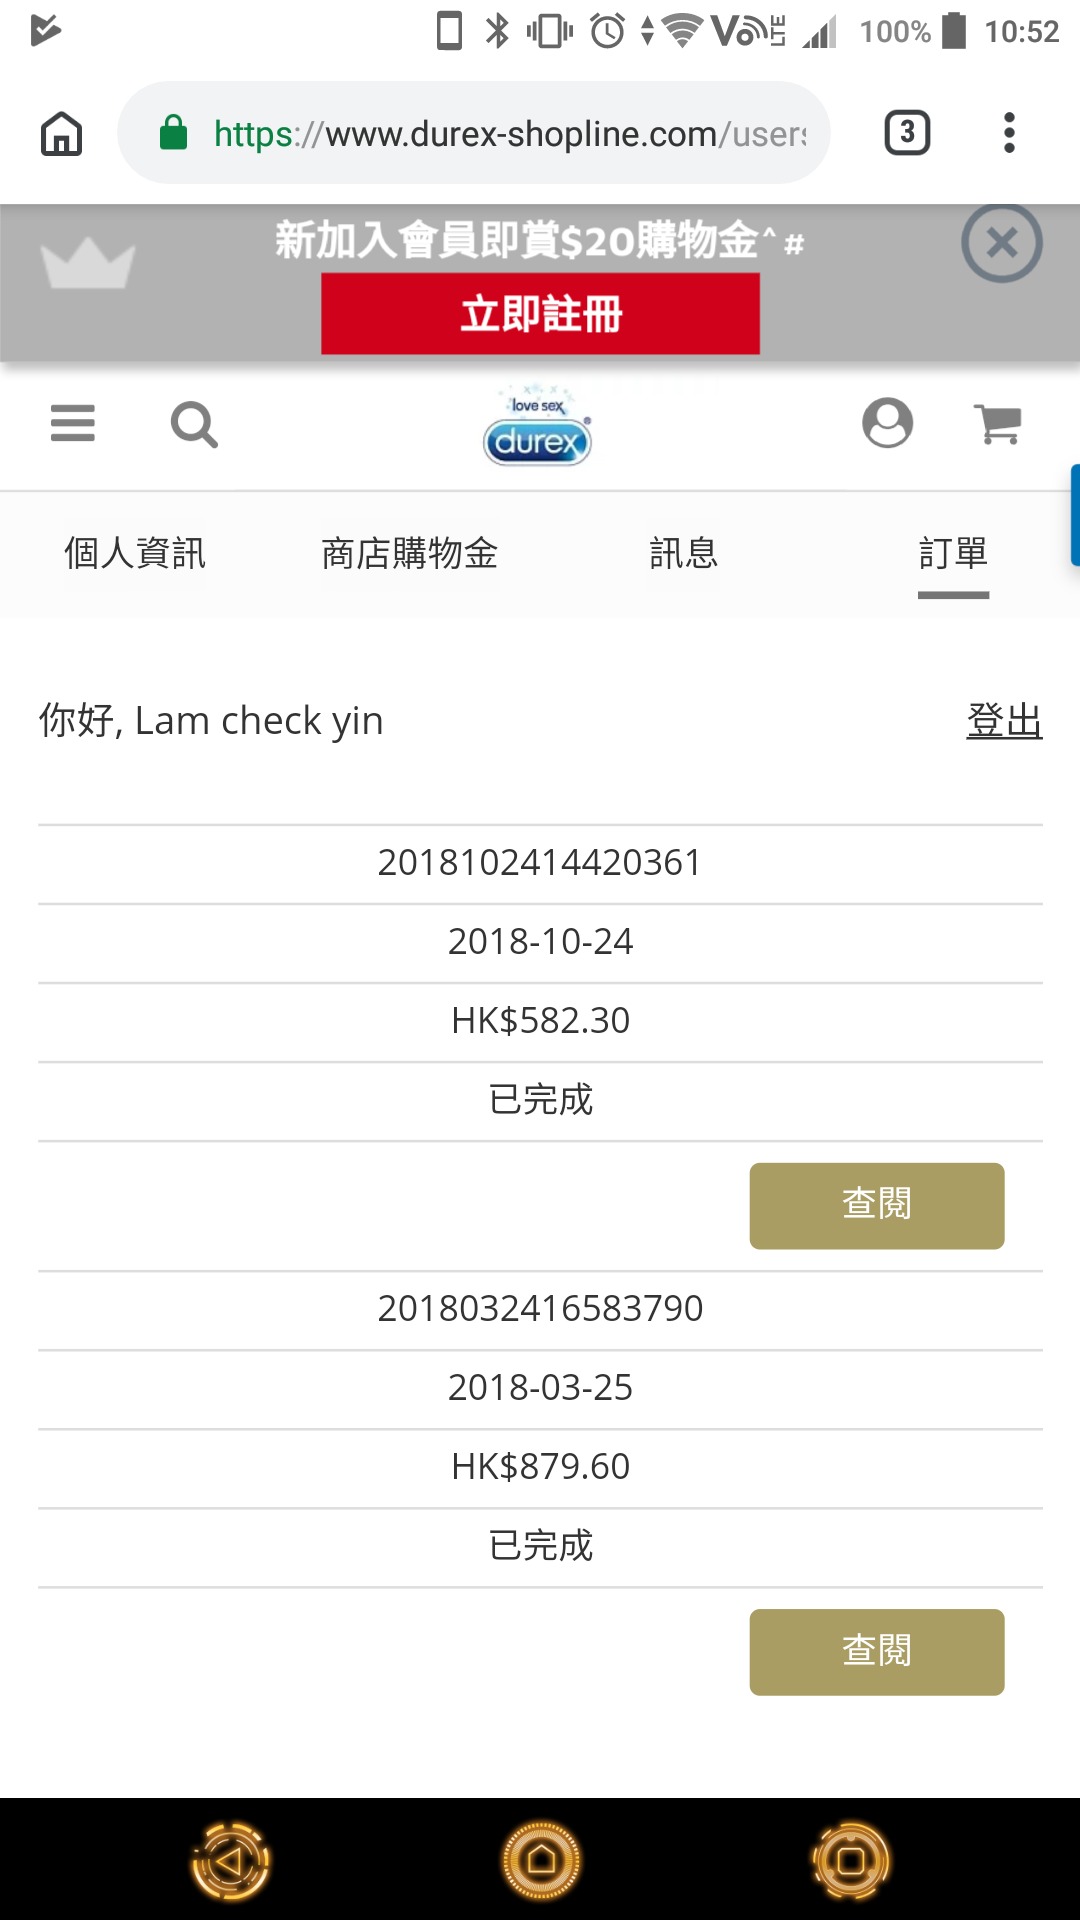 100% 10:52
https://www.durex-shopline.com/users
3
新加入會員即賞$20購物金^#
立即註冊
love sex
durex
個人資訊 商店購物金 訊息 訂單
你好, Lam check yin 登出
2018102414420361
2018-10-24
HK$582.30
已完成
查閱
2018032416583790
2018-03-25
HK$879.60
已完成
查閱